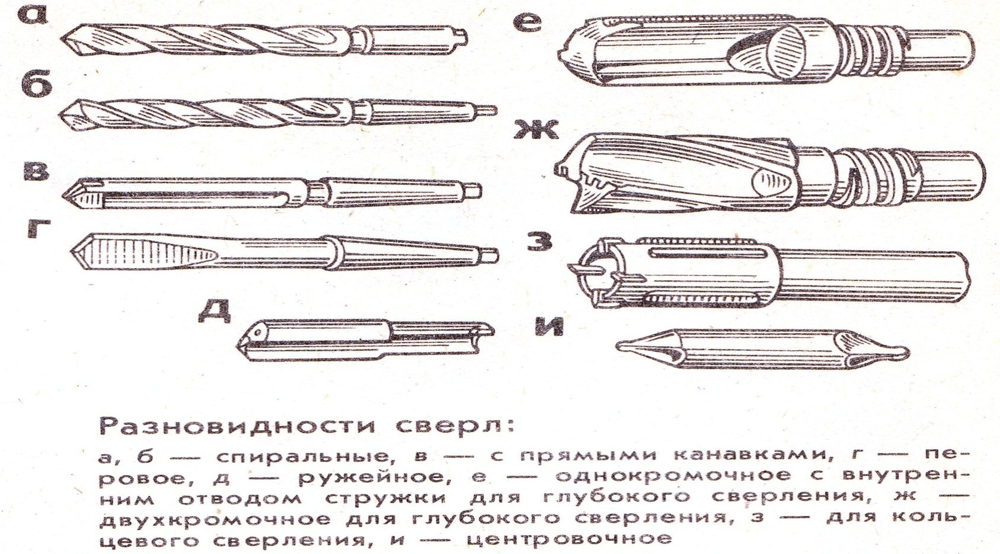 а
е
б
ж
в
г
з
д
и
Разновидности сверл:
а, б — спиральные, в — с прямыми канавками, г — пе-
ровое, д — ружейное, е — однокромочное с внутрен-
ним отводом стружки для глубокого сверления, ж —
двухкромочное для глубокого сверления, з — для коль-
цевого сверления, и — центровочное